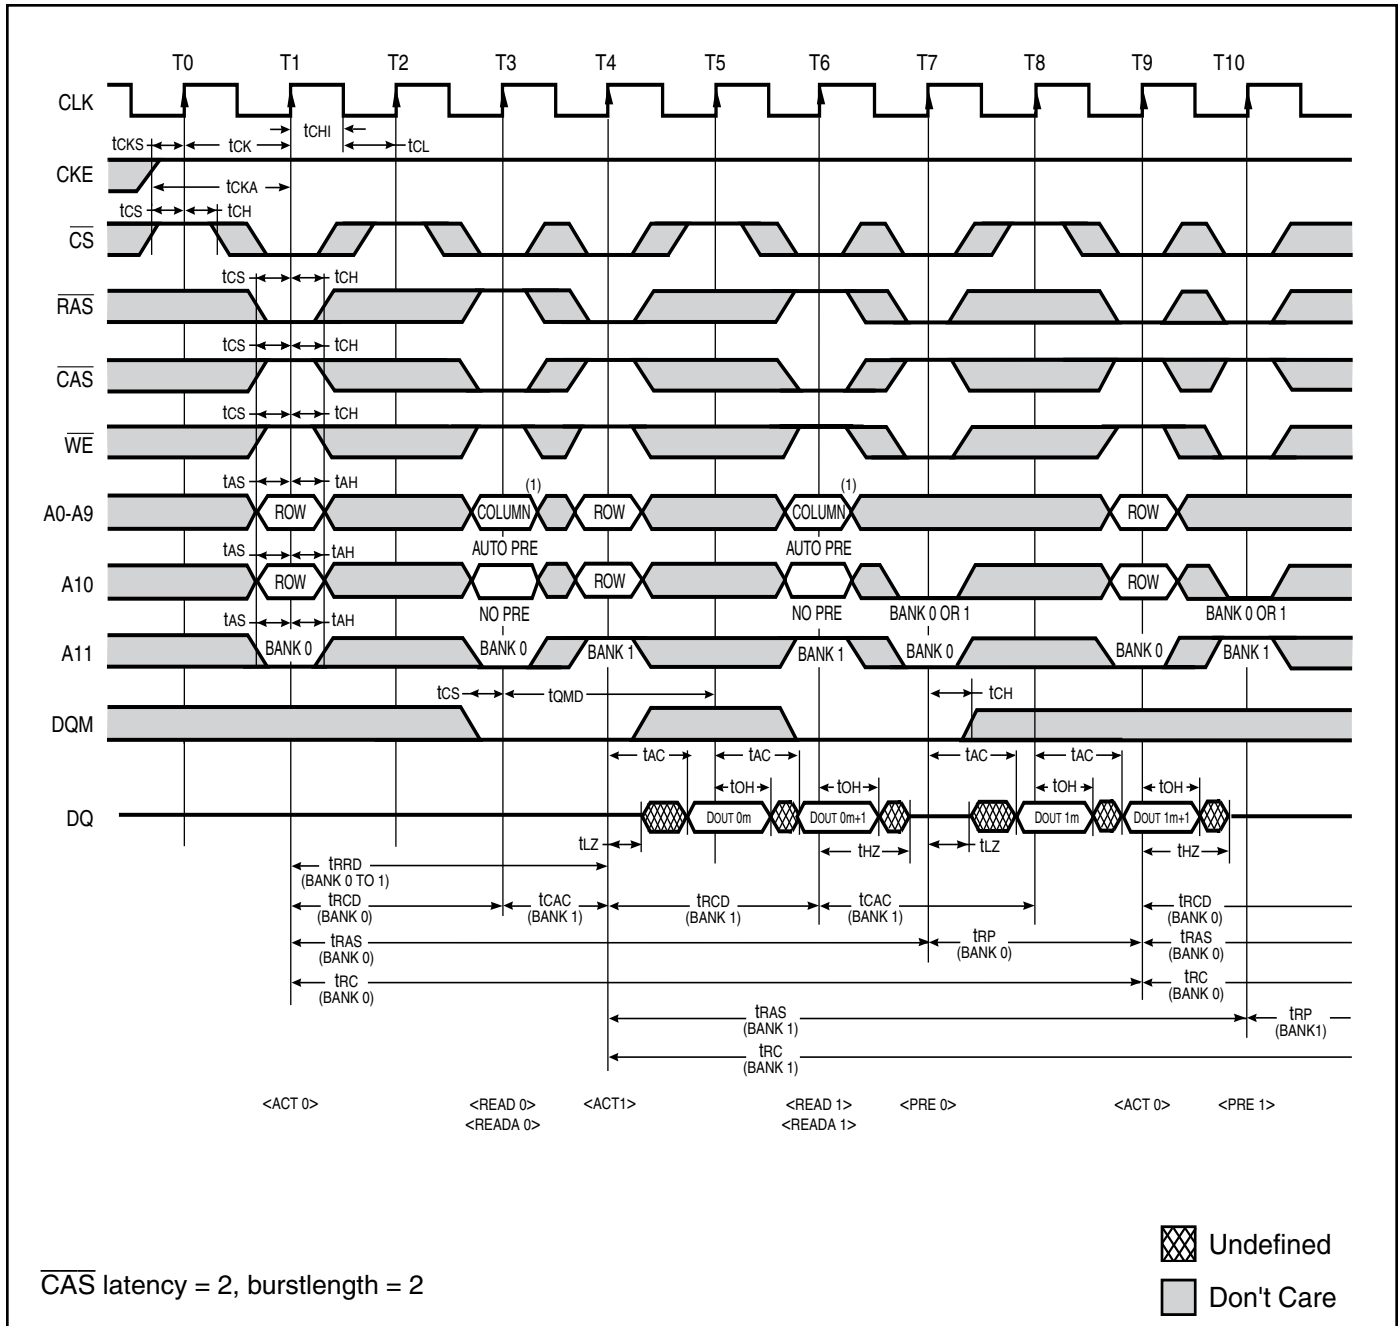 T0 T1 T2 T3 T4 T5 T6 T7 T8 T9 T10
CLK
tCHI
tCKS tCK tCL
CKE
tCKA
tCS tCH
CS
tCS tCH
RAS
tCS tCH
CAS
tCS tCH
WE
tAS tAH (1) (1)
A0-A9 ROW COLUMN ROW COLUMN ROW
tAS tAH AUTO PRE AUTO PRE
A10 ROW ROW ROW
NO PRE NO PRE BANK 0 OR 1 BANK 0 OR 1
tAS tAH
A11 BANK 0 BANK 0 BANK 1 BANK 1 BANK 0 BANK 0 BANK 1
tCS tQMD tCH
DQM
tAC tAC tAC tAC
tOH tOH tOH tOH
DQ DOUT 0m DOUT 0m+1 DOUT 1m DOUT 1m+1
tLZ tHZ tLZ tHZ
tRRD
(BANK 0 TO 1)
tRCD tCAC tRCD tCAC tRCD
(BANK 0) (BANK 1) (BANK 1) (BANK 1) (BANK 0)
tRAS tRP tRAS
(BANK 0) (BANK 0) (BANK 0)
tRC tRC
(BANK 0) (BANK 0)
tRAS tRP
(BANK 1) (BANK1)
tRC
(BANK 1)
<ACT 0> <READ 0> <ACT1> <READ 1> <PRE 0> <ACT 0> <PRE 1>
<READA 0> <READA 1>
Undefined
CAS latency = 2, burstlength = 2
Don't Care